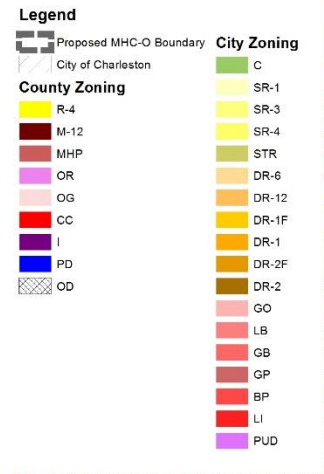 Legend
Proposed MHC-O Boundary
City of Charleston
County Zoning
R-4
M-12
MHP
OR
OG
CC
I
PD
OD
City Zoning
C
SR-1
SR-3
SR-4
STR
DR-6
DR-12
DR-1F
DR-1
DR-2F
DR-2
GO
LB
GB
GP
BP
LI
PUD